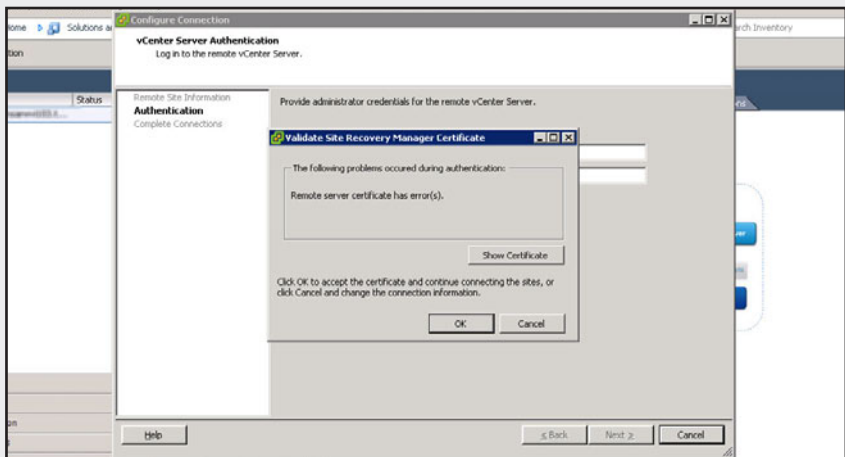 Configure Connection
vCenter Server Authentication
Log in to the remote vCenter Server.
Solutions
Inventory
Status
Remote Site Information
Authentication
Complete Connections
Provide administrator credentials for the remote vCenter Server.
Validate Site Recovery Manager Certificate
The following problems occured during authentication:
Remote server certificate has error(s).
Show Certificate
Click OK to accept the certificate and continue connecting the sites, or
click Cancel and change the connection information.
OK
Cancel
Help
≤ Back
Next ≥
Cancel